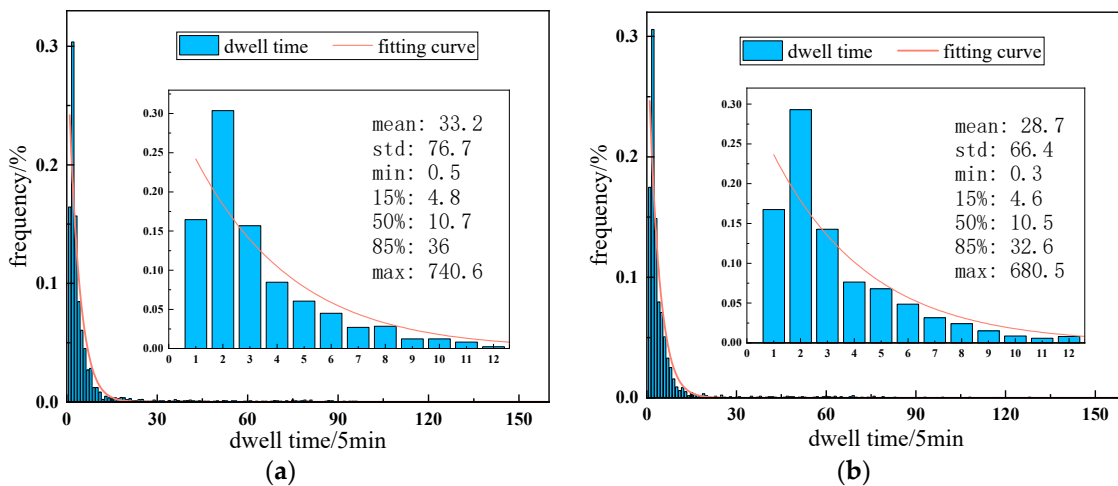 dwell time
fitting curve
0.3
0.2
0.1
0.0
frequency/%
0.30
0.25
0.20
0.15
0.10
0.05
0.00
mean: 33.2
std: 76.7
min: 0.5
15%: 4.8
50%: 10.7
85%: 36
max: 740.6
0 1 2 3 4 5 6 7 8 9 10 11 12
0 30 60 90 120 150
dwell time/5min
(a)
dwell time
fitting curve
0.3
0.2
0.1
0.0
frequency/%
0.30
0.25
0.20
0.15
0.10
0.05
0.00
mean: 28.7
std: 66.4
min: 0.3
15%: 4.6
50%: 10.5
85%: 32.6
max: 680.5
0 1 2 3 4 5 6 7 8 9 10 11 12
0 30 60 90 120 150
dwell time/5min
(b)